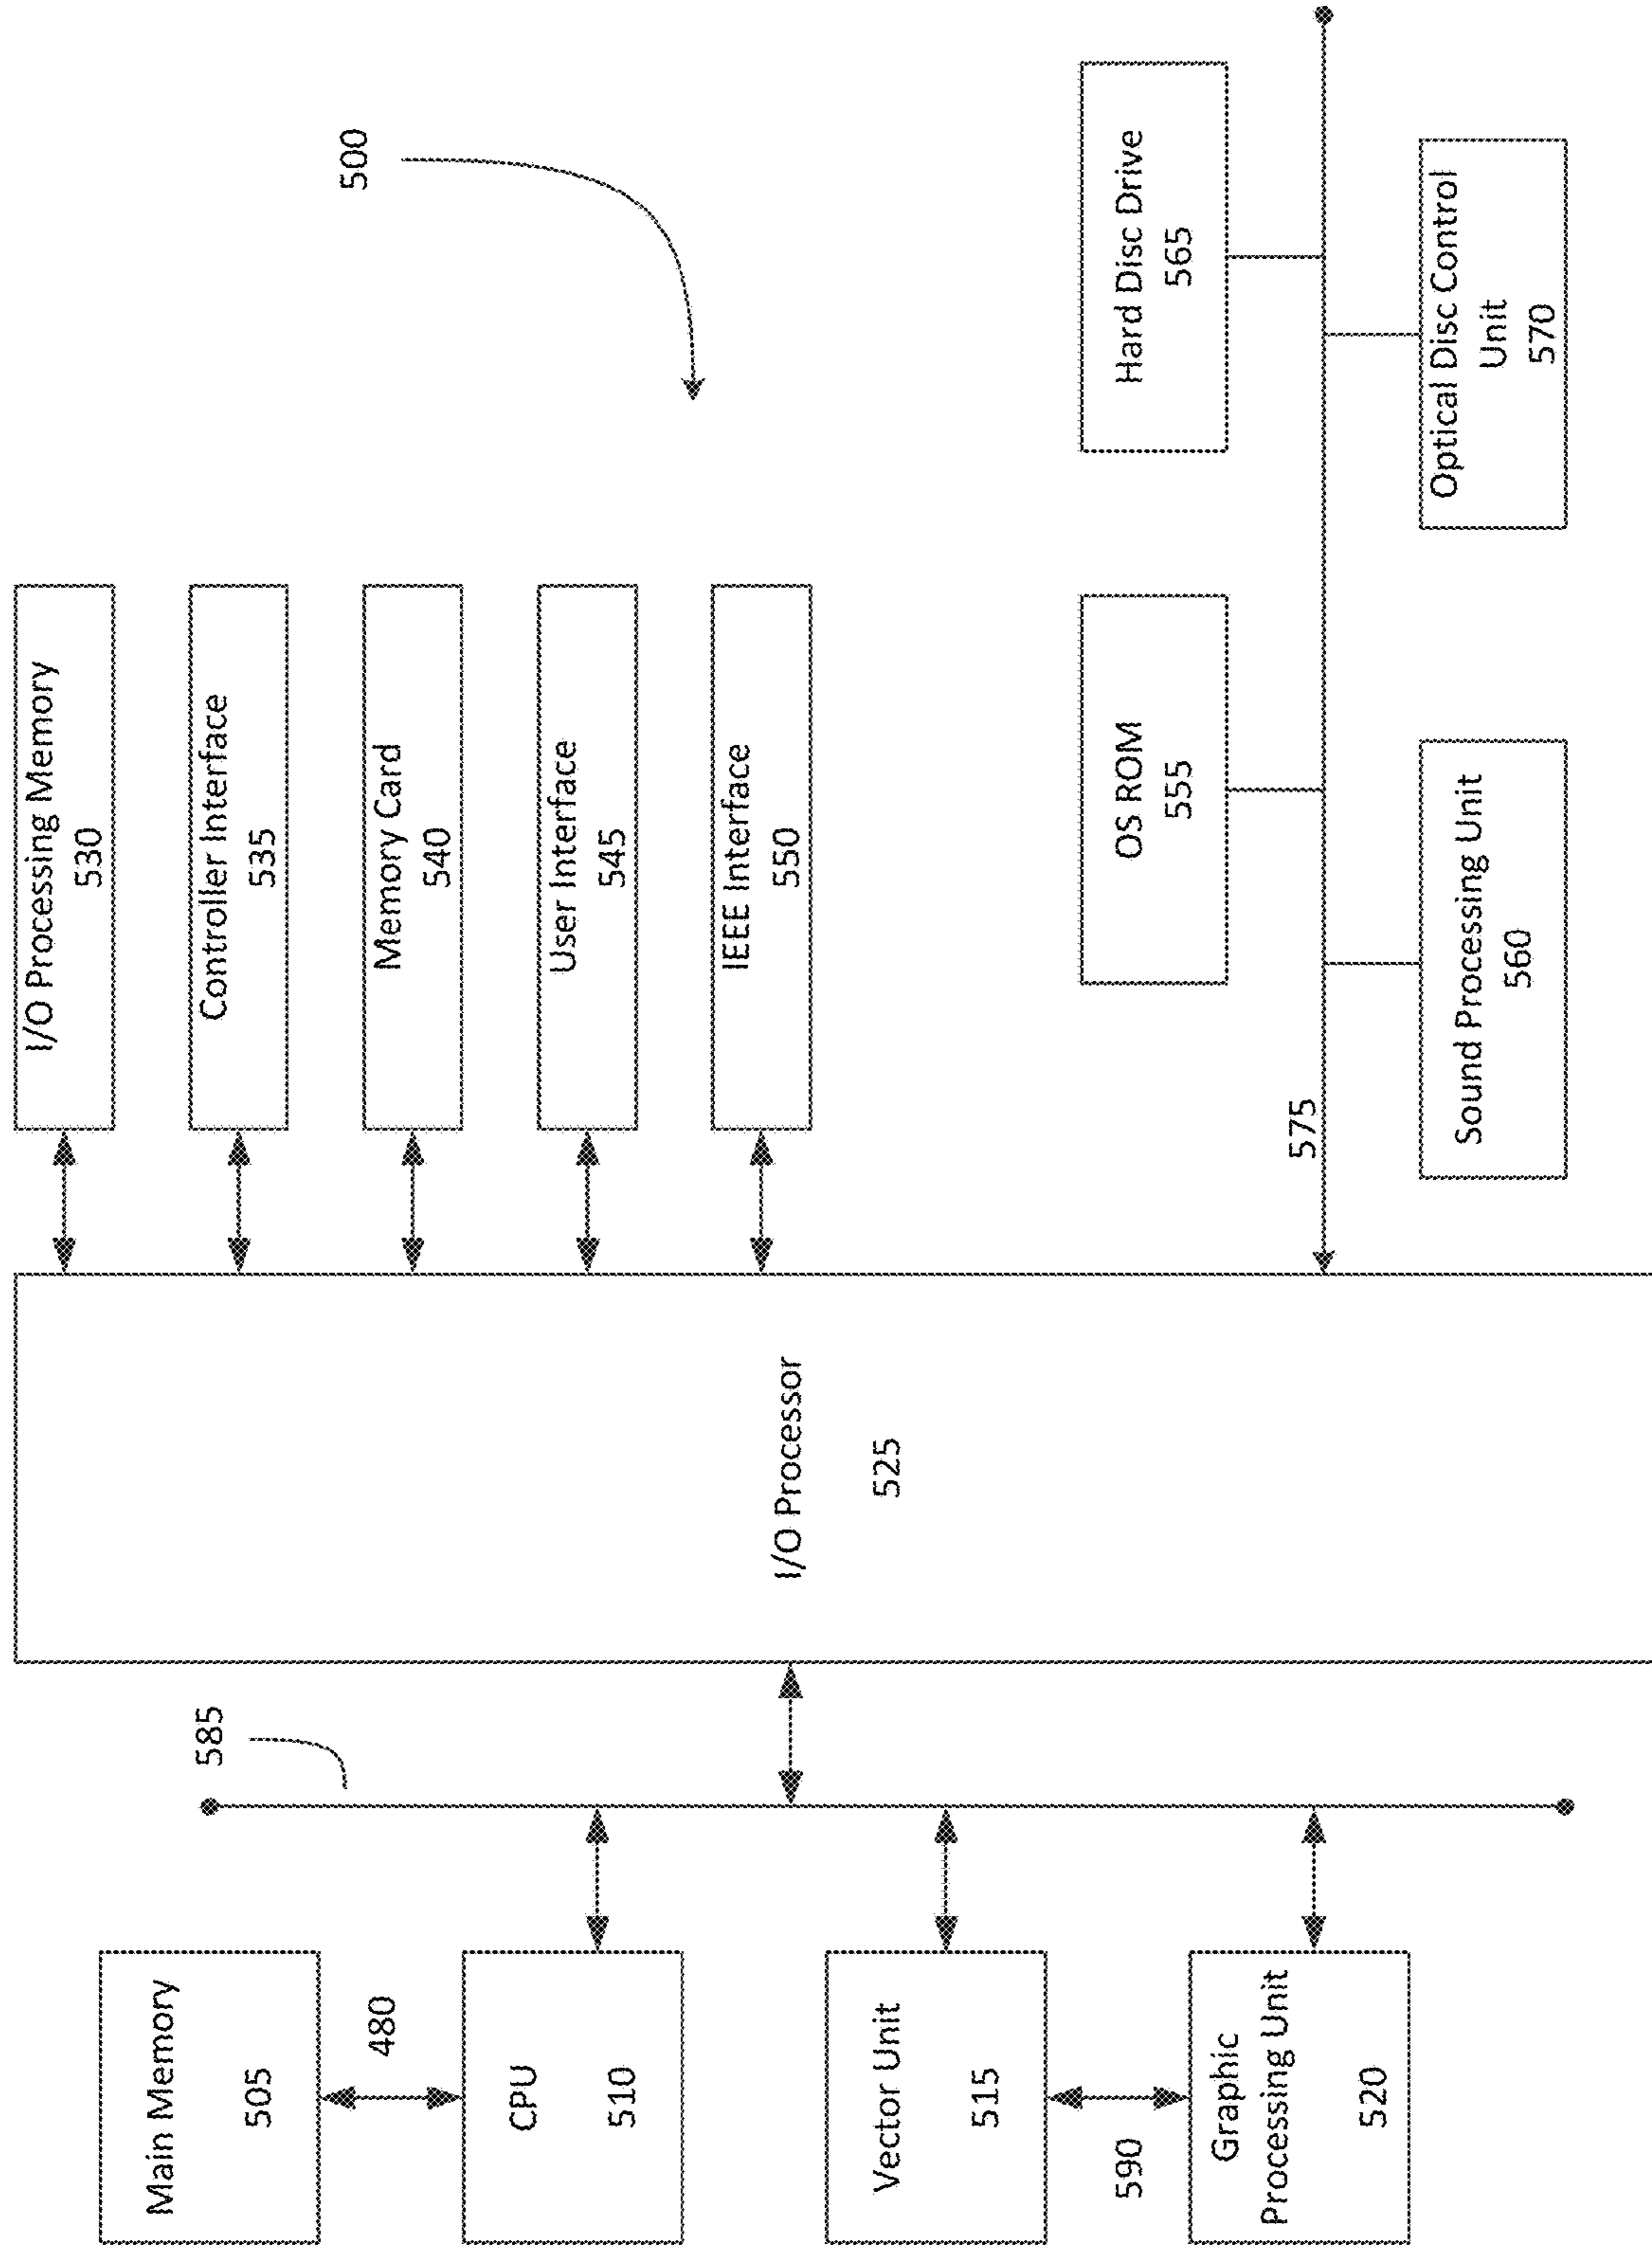 Main Memory
505
480
CPU
510
Vector Unit
515
590
Graphic
Processing Unit
520
585
I/O Processor
525
I/O Processing Memory
530
Controller Interface
535
Memory Card
540
User Interface
545
IEEE Interface
550
500
575
OS ROM
555
Hard Disc Drive
565
Sound Processing Unit
560
Optical Disc Control
Unit
570